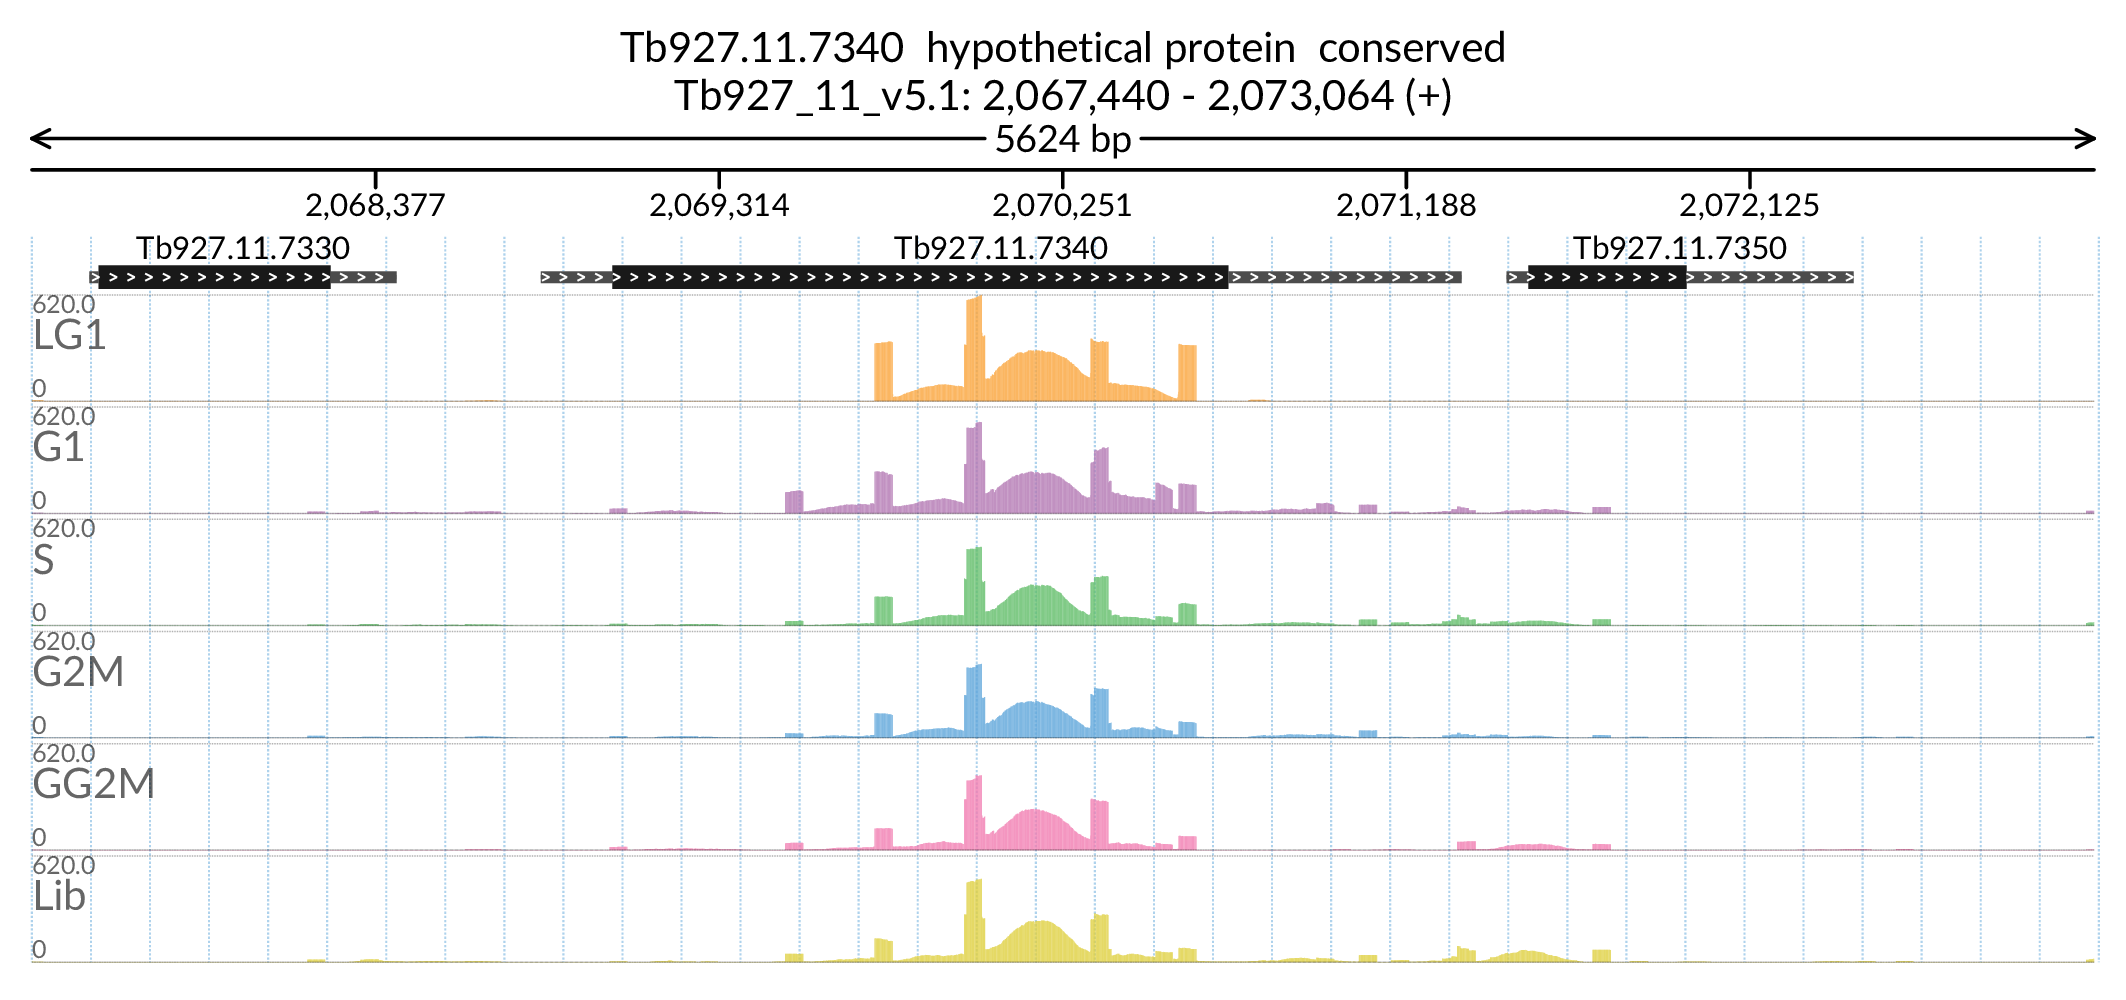 Tb927.11.7340  hypothetical protein  conserved
Tb927_11_v5.1: 2,067,440 - 2,073,064 (+)
5624 bp
2,068,377 2,069,314 2,070,251 2,071,188 2,072,125
Tb927.11.7330 Tb927.11.7340 Tb927.11.7350
620.0
LG1
0
620.0
G1
0
620.0
S
0
620.0
G2M
0
620.0
GG2M
0
620.0
Lib
0